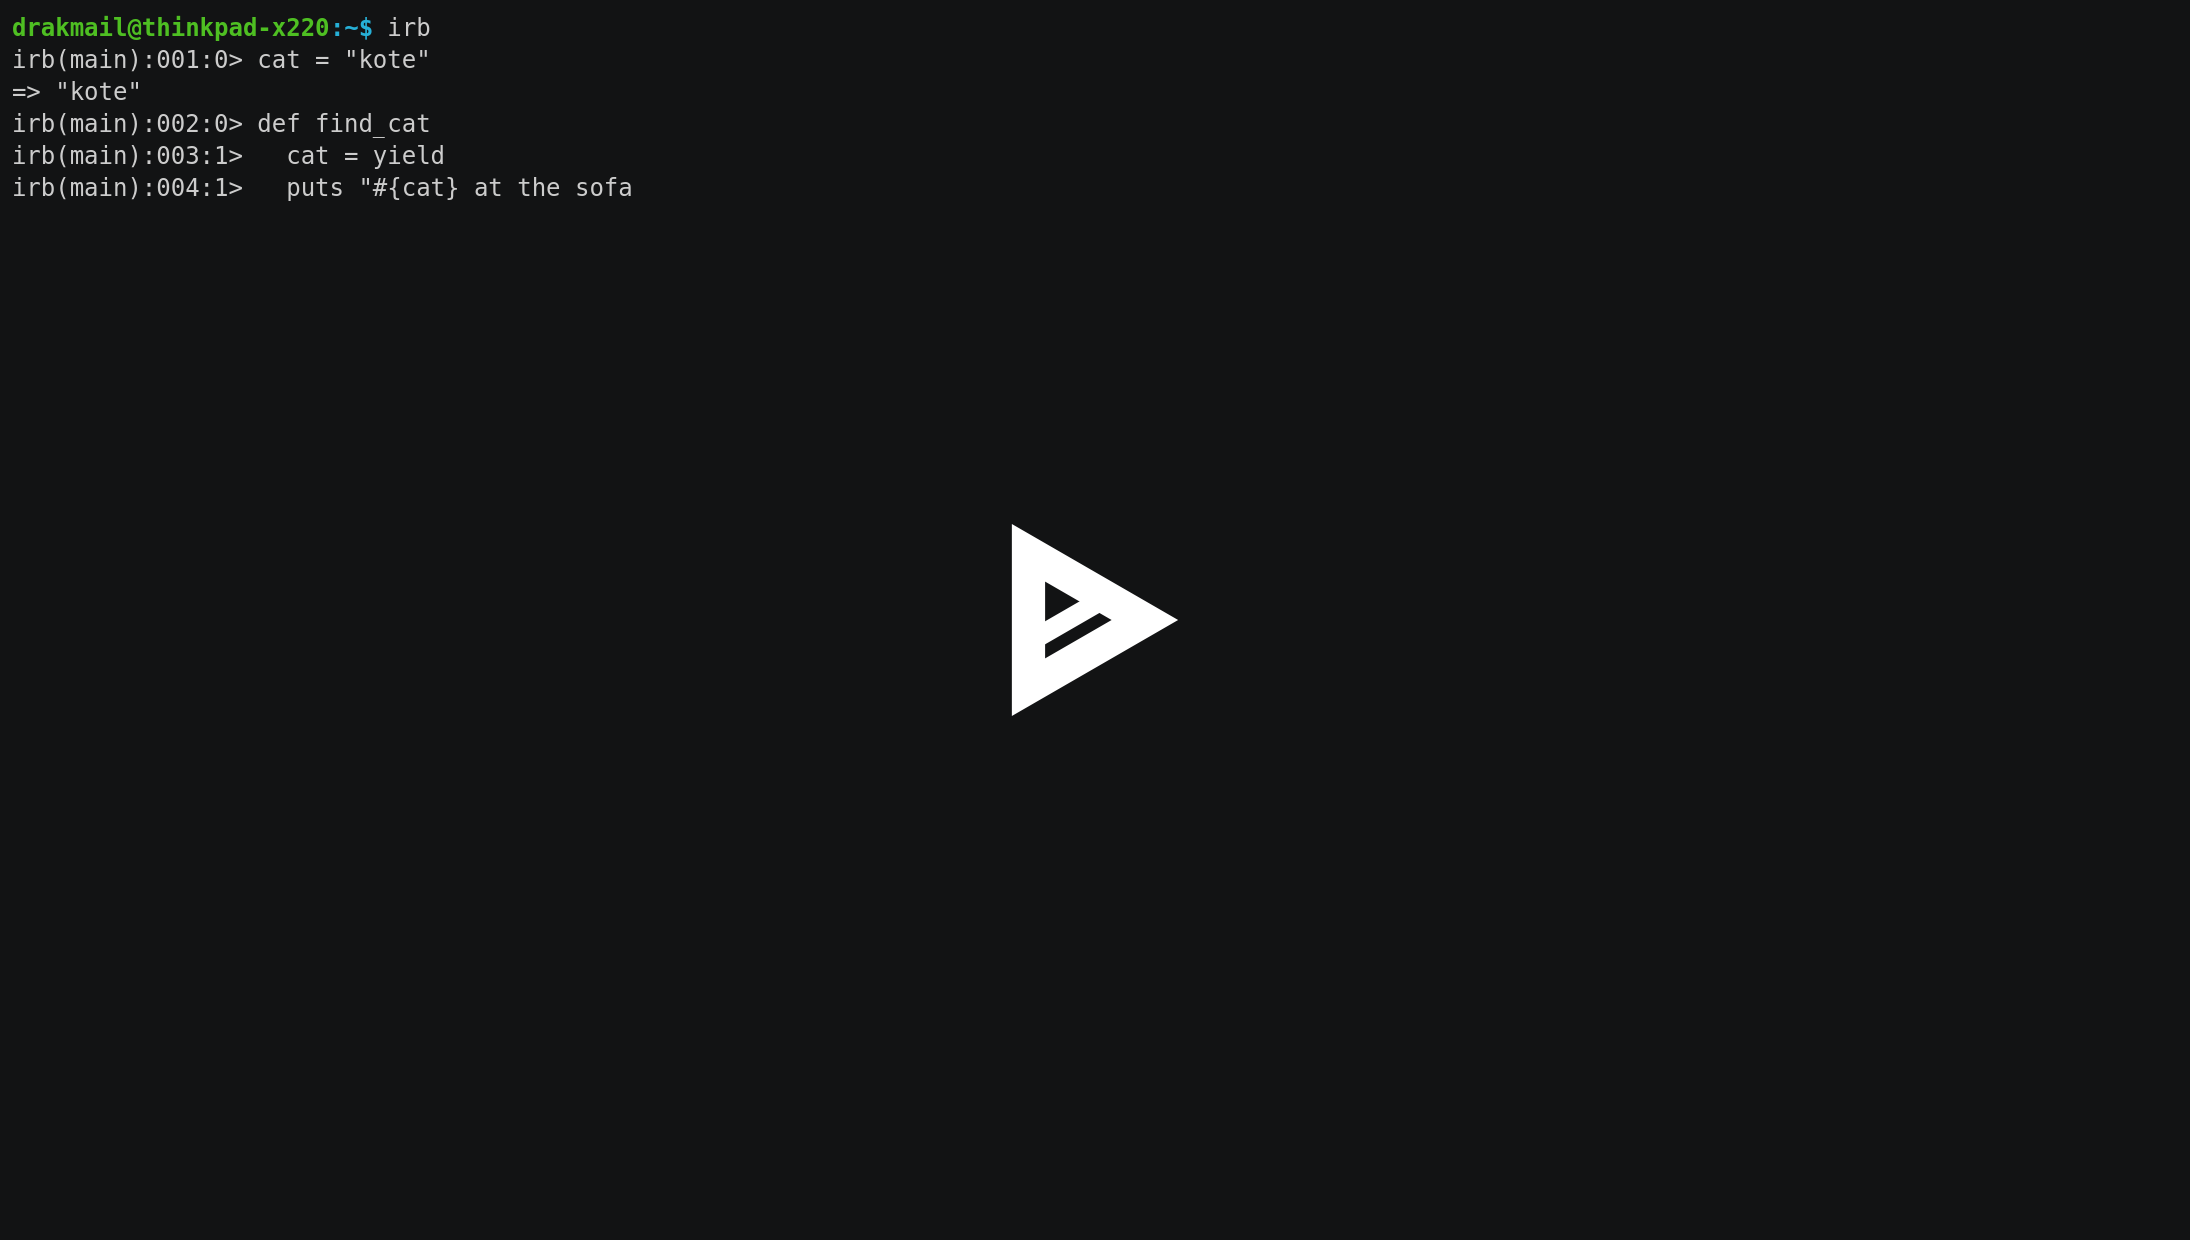 drakmail@thinkpad-x220:~$ irb
irb(main):001:0> cat = "kote"
=> "kote"
irb(main):002:0> def find_cat
irb(main):003:1>   cat = yield
irb(main):004:1>   puts "#{cat} at the sofa